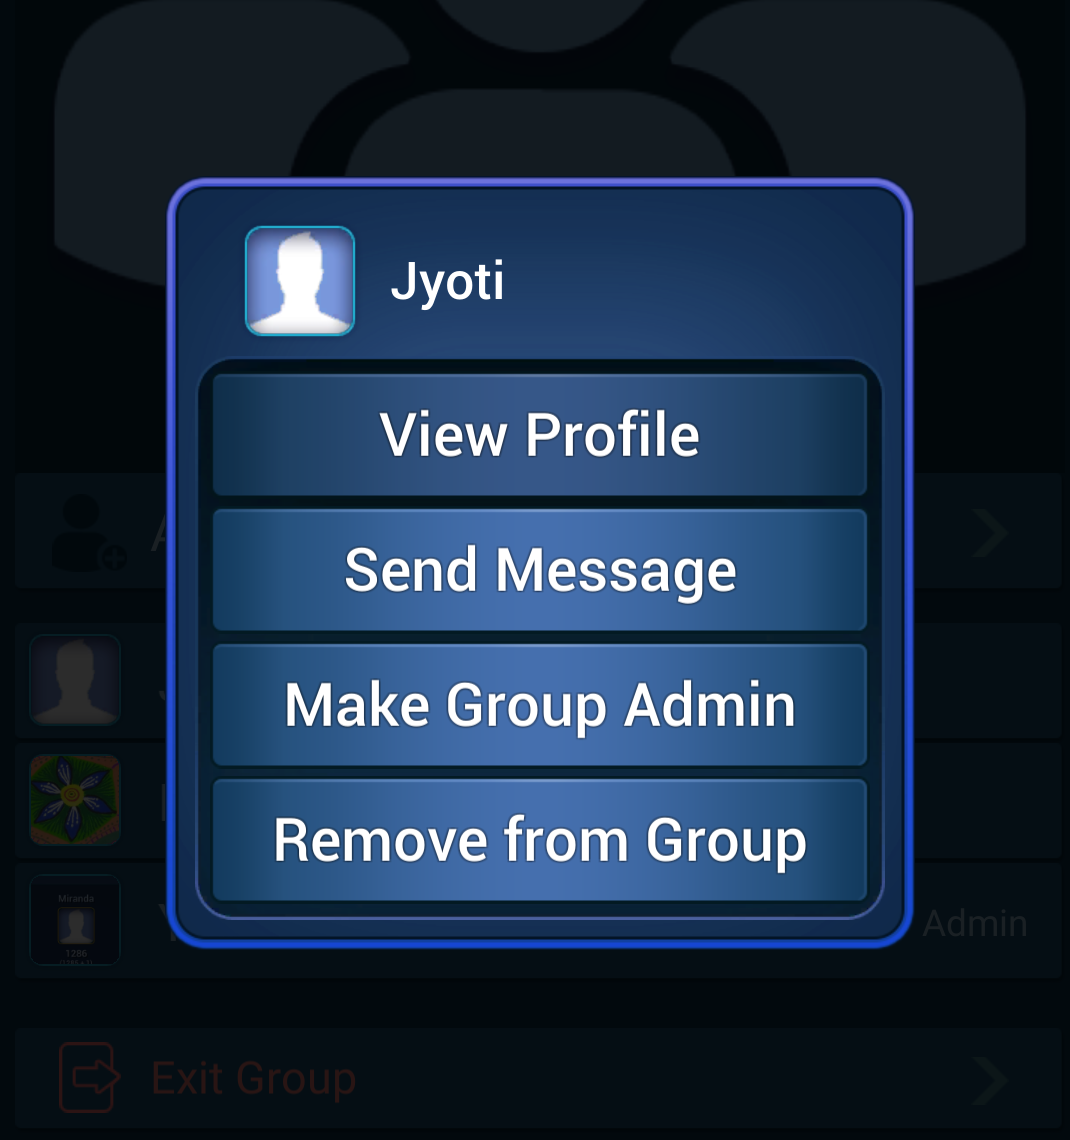 Jyoti
View Profile
Send Message
Make Group Admin
Remove from Group
Miranda
1286
Admin
Exit Group